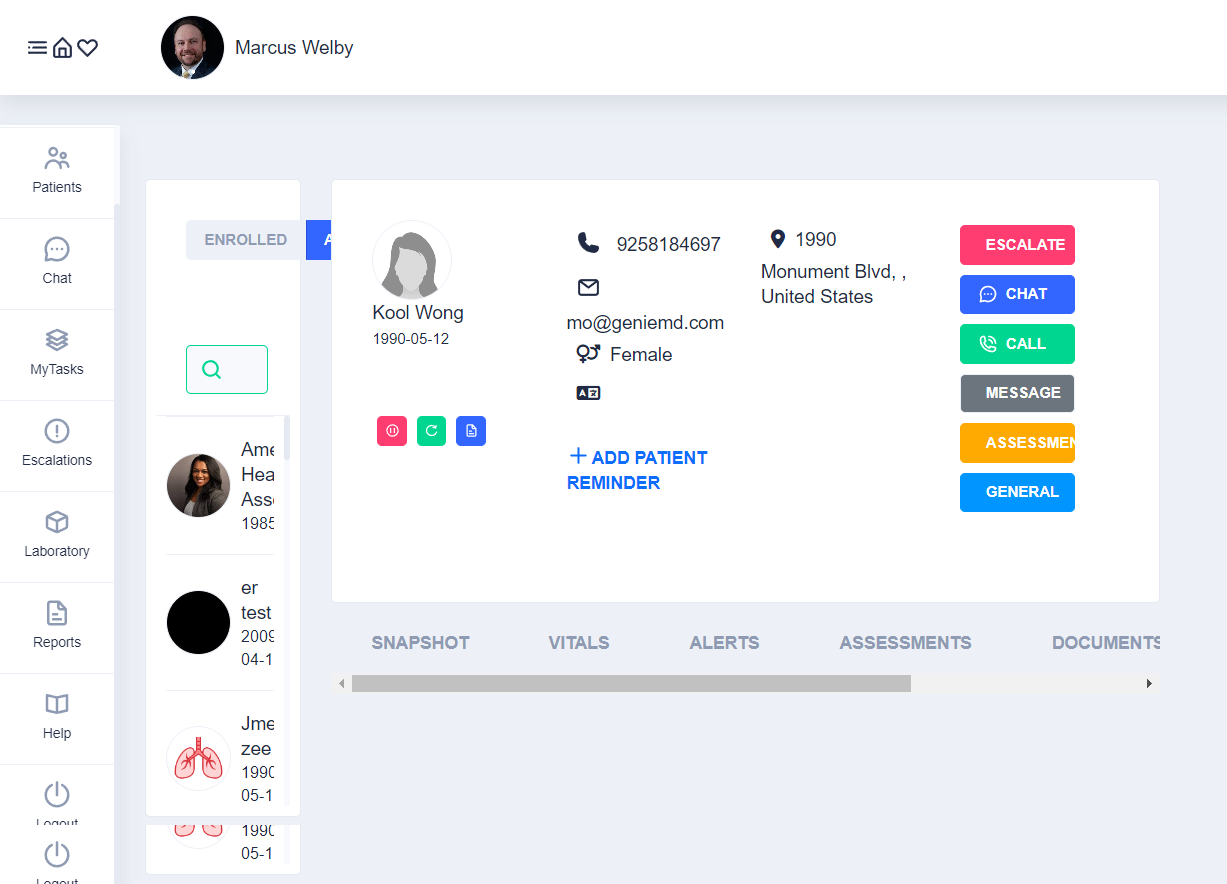 Marcus Welby
Patients
Chat
MyTasks
Escalations
Laboratory
Reports
Help
Logout
Logout
ENROLLED
A
Ame
Hea
Asso
1985
er
test
2009
04-1
Jme
zee
1990
05-1
1990
05-1
Kool Wong
1990-05-12
9258184697
mo@geniemd.com
Female
+ ADD PATIENT
REMINDER
1990
Monument Blvd, ,
United States
ESCALATE
CHAT
CALL
MESSAGE
ASSESSMEN
GENERAL
SNAPSHOT VITALS ALERTS ASSESSMENTS DOCUMENTS